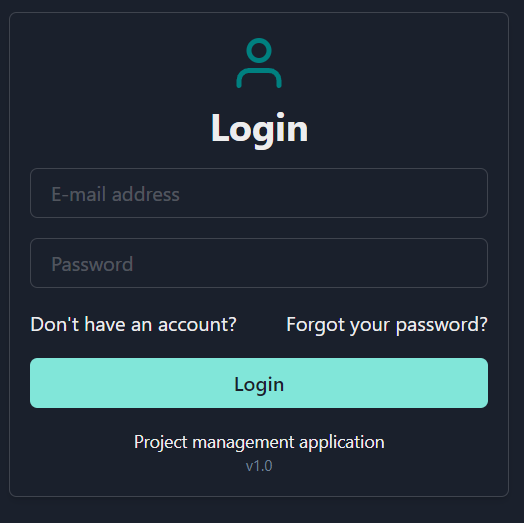 Login
E-mail address
Password
Don't have an account? Forgot your password?
Login
Project management application
v1.0